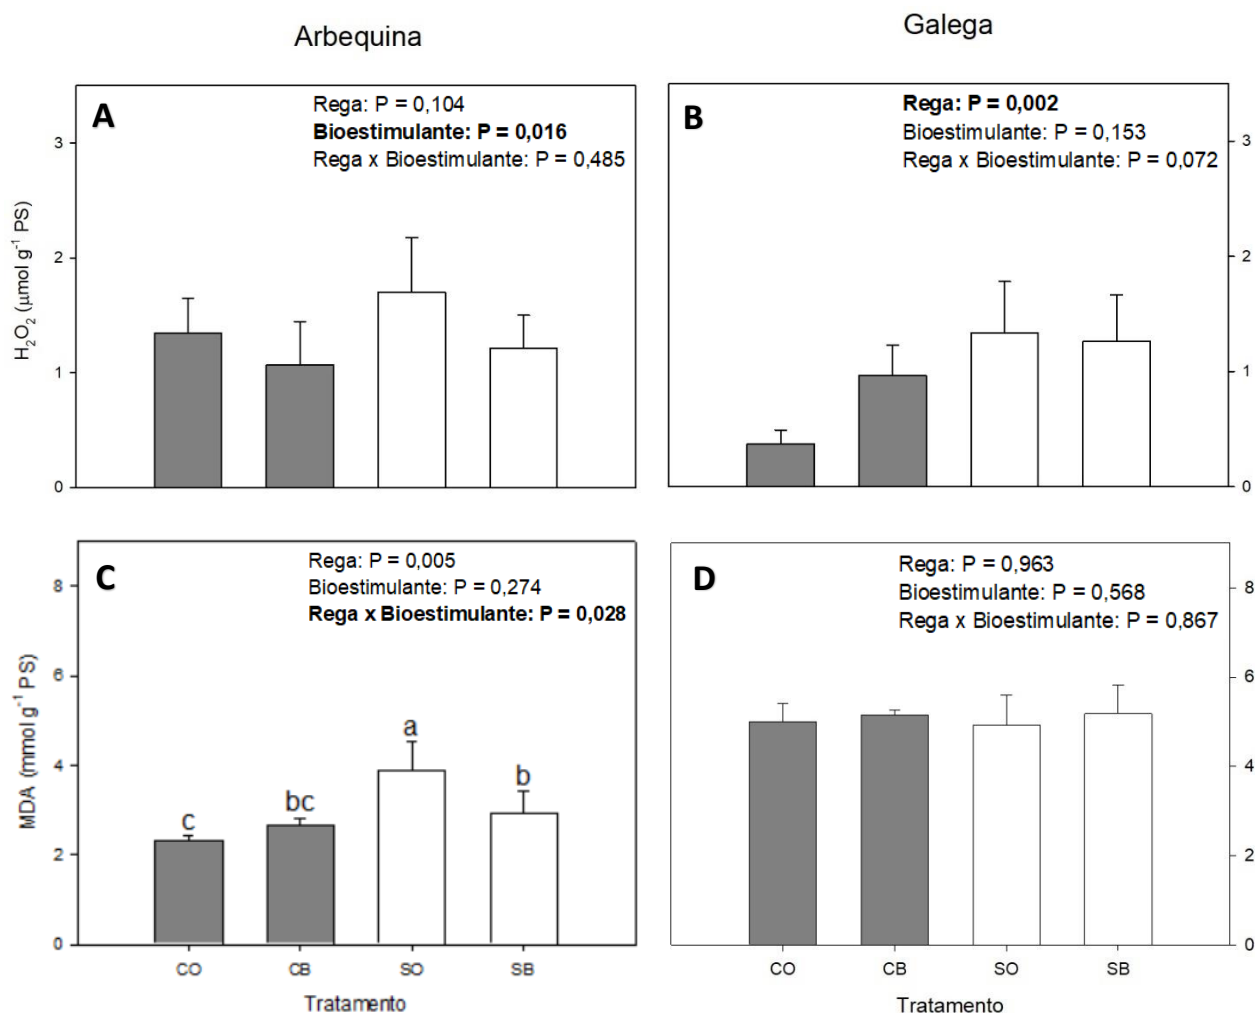 Arbequina
Galega
A
Rega: P = 0,104
Bioestimulante: P = 0,016
Rega x Bioestimulante: P = 0,485
3
2
1
0
H₂O₂ (μmol g⁻¹ PS)
B
Rega: P = 0,002
Bioestimulante: P = 0,153
Rega x Bioestimulante: P = 0,072
3
2
1
0
C
Rega: P = 0,005
Bioestimulante: P = 0,274
Rega x Bioestimulante: P = 0,028
8
6
4
2
0
MDA (mmol g⁻¹ PS)
c
bc
a
b
CO CB SO SB
Tratamento
D
Rega: P = 0,963
Bioestimulante: P = 0,568
Rega x Bioestimulante: P = 0,867
8
6
4
2
0
CO CB SO SB
Tratamento